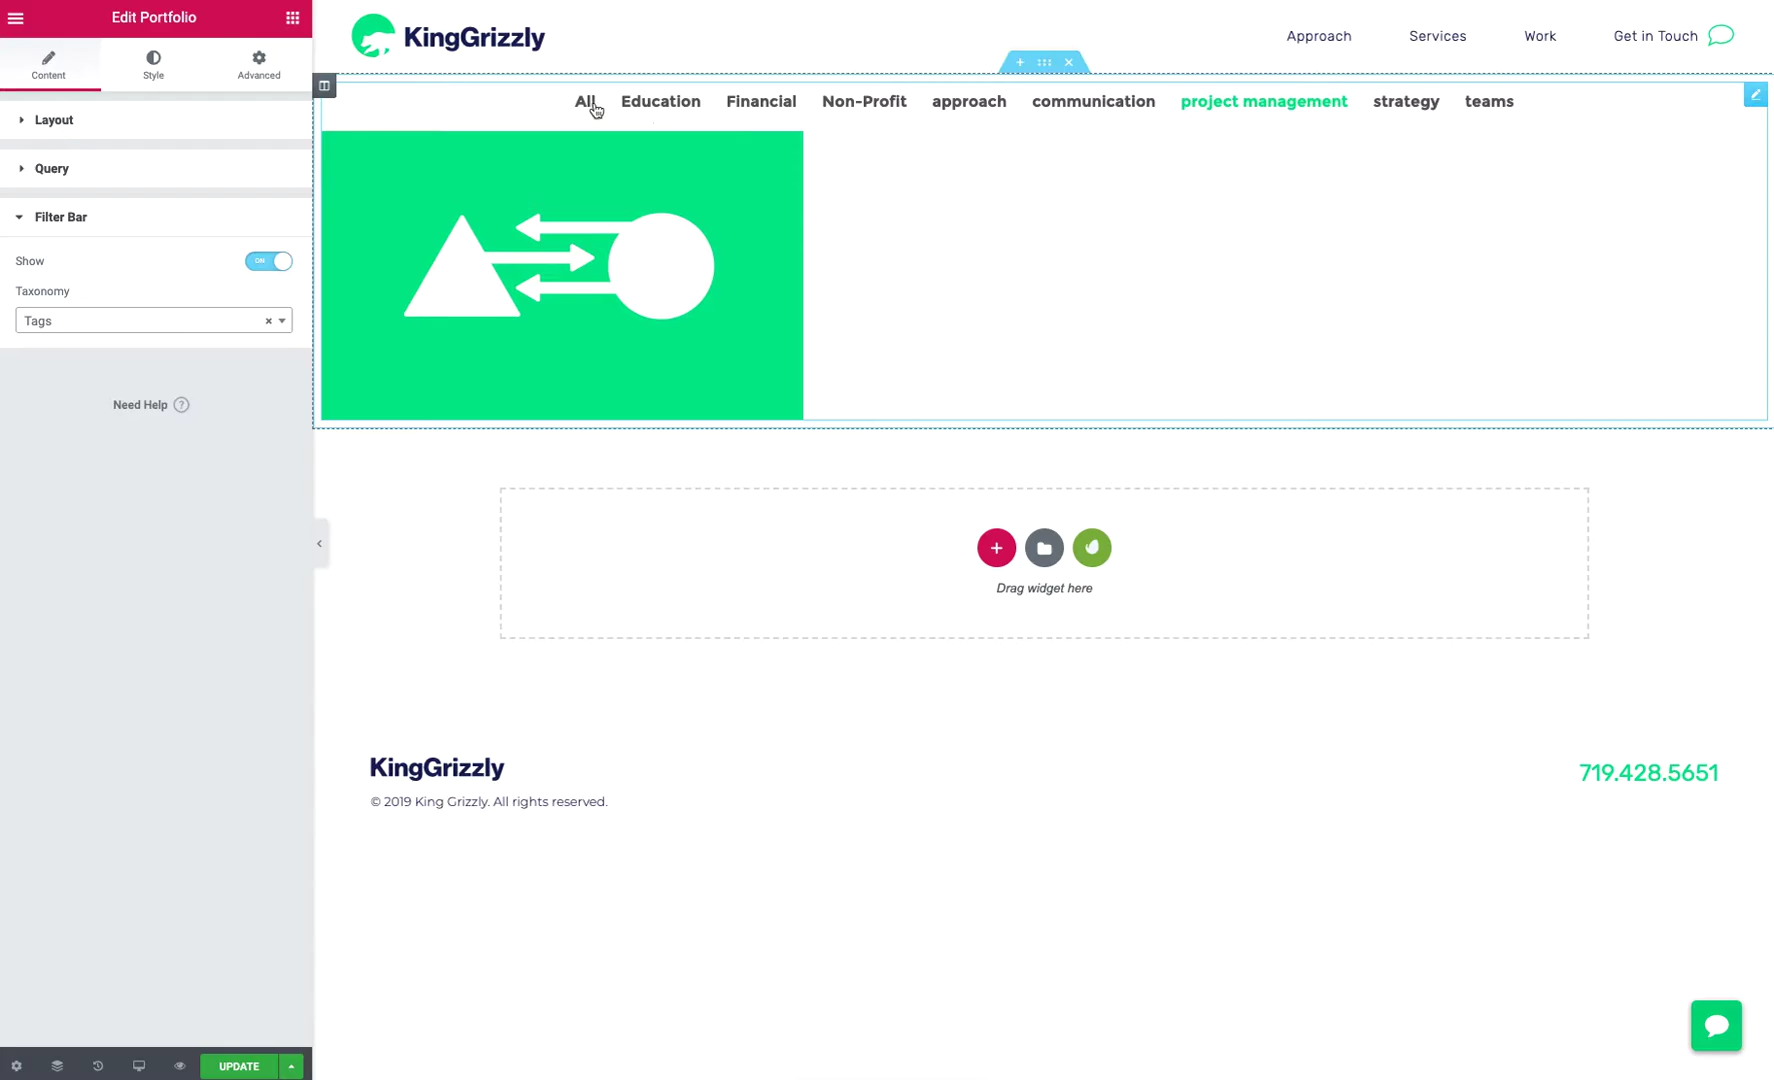 Edit Portfolio
Content
Style
Advanced
Layout
Query
Filter Bar
Show
ON
Taxonomy
Tags
Need Help ?
UPDATE
KingGrizzly
Approach
Services
Work
Get in Touch
All
Education
Financial
Non-Profit
approach
communication
project management
strategy
teams
Drag widget here
KingGrizzly
© 2019 King Grizzly. All rights reserved.
719.428.5651